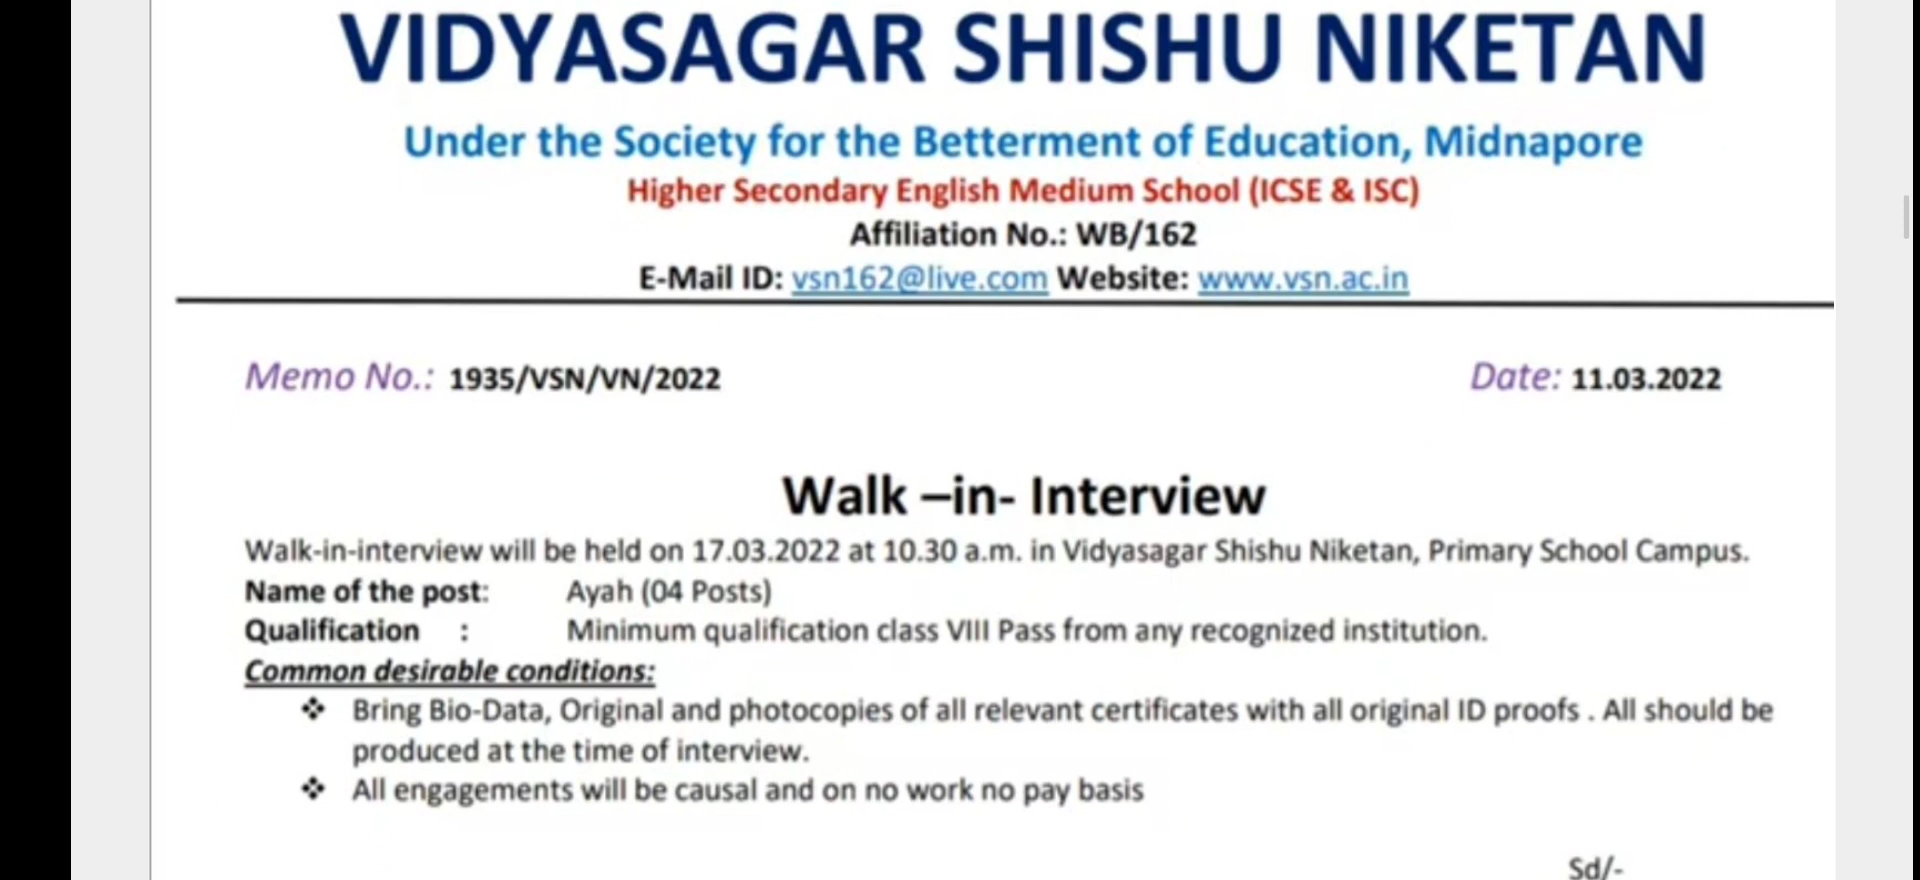 VIDYASAGAR SHISHU NIKETAN
Under the Society for the Betterment of Education, Midnapore
Higher Secondary English Medium School (ICSE & ISC)
Affiliation No.: WB/162
E-Mail ID: vsn162@live.com Website: www.vsn.ac.in
Memo No.: 1935/VSN/VN/2022 Date: 11.03.2022
Walk –in- Interview
Walk-in-interview will be held on 17.03.2022 at 10.30 a.m. in Vidyasagar Shishu Niketan, Primary School Campus.
Name of the post: Ayah (04 Posts)
Qualification : Minimum qualification class VIII Pass from any recognized institution.
Common desirable conditions:
❖ Bring Bio-Data, Original and photocopies of all relevant certificates with all original ID proofs . All should be
produced at the time of interview.
❖ All engagements will be causal and on no work no pay basis
Sd/-